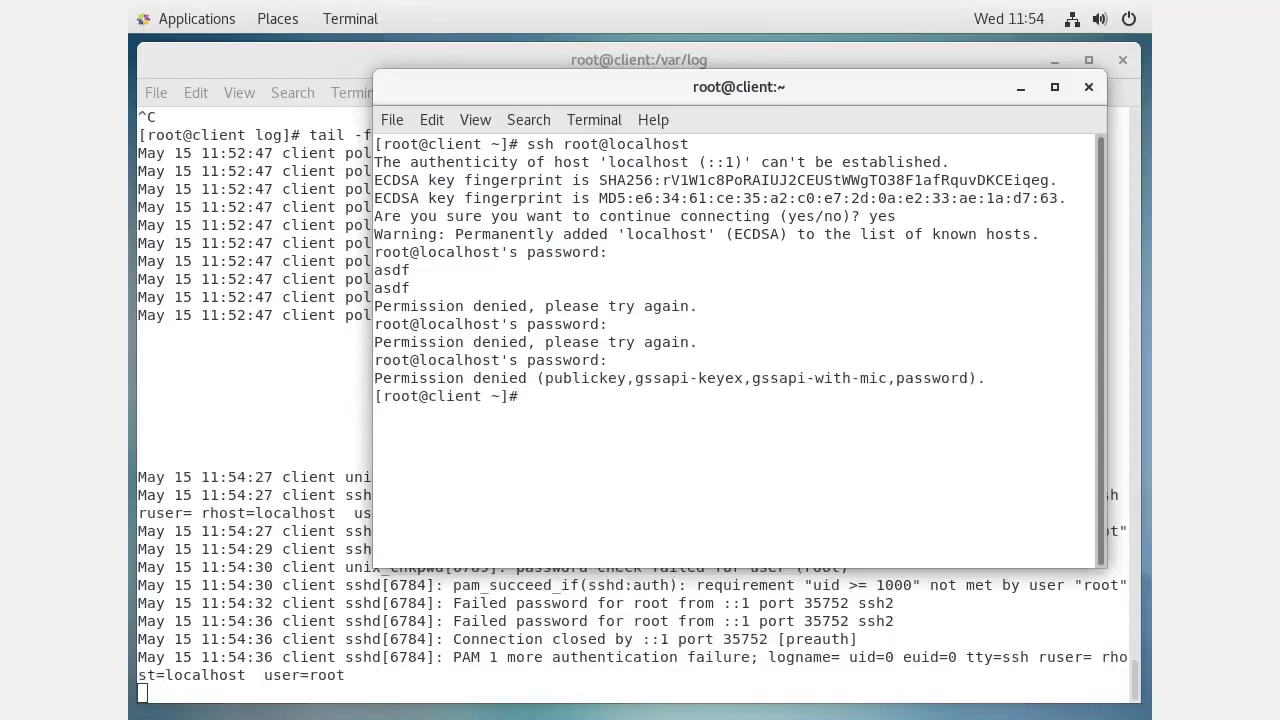 Applications Places Terminal Wed 11:54
root@client:/var/log
File Edit View Search
^C
[root@client log]# tail -f
May 15 11:52:47 client pol
May 15 11:52:47 client pol
May 15 11:52:47 client pol
May 15 11:52:47 client pol
May 15 11:52:47 client pol
May 15 11:52:47 client pol
May 15 11:52:47 client pol
May 15 11:52:47 client pol
May 15 11:52:47 client pol
May 15 11:52:47 client pol
May 15 11:54:27 client uni
May 15 11:54:27 client ssh
ruser= rhost=localhost us
May 15 11:54:27 client ssh ot"
May 15 11:54:29 client ssh
May 15 11:54:30 client unix_chkpwd[6789]: password check failed for user (root)
May 15 11:54:30 client sshd[6784]: pam_succeed_if(sshd:auth): requirement "uid >= 1000" not met by user "root"
May 15 11:54:32 client sshd[6784]: Failed password for root from ::1 port 35752 ssh2
May 15 11:54:36 client sshd[6784]: Failed password for root from ::1 port 35752 ssh2
May 15 11:54:36 client sshd[6784]: Connection closed by ::1 port 35752 [preauth]
May 15 11:54:36 client sshd[6784]: PAM 1 more authentication failure; logname= uid=0 euid=0 tty=ssh ruser= rho
st=localhost  user=root
root@client:~
File Edit View Search Terminal Help
[root@client ~]# ssh root@localhost
The authenticity of host 'localhost (::1)' can't be established.
ECDSA key fingerprint is SHA256:rV1W1c8PoRAIUJ2CEUStWWgTO38F1afRquvDKCEiqeg.
ECDSA key fingerprint is MD5:e6:34:61:ce:35:a2:c0:e7:2d:0a:e2:33:ae:1a:d7:63.
Are you sure you want to continue connecting (yes/no)? yes
Warning: Permanently added 'localhost' (ECDSA) to the list of known hosts.
root@localhost's password:
asdf
asdf
Permission denied, please try again.
root@localhost's password:
Permission denied, please try again.
root@localhost's password:
Permission denied (publickey,gssapi-keyex,gssapi-with-mic,password).
[root@client ~]#